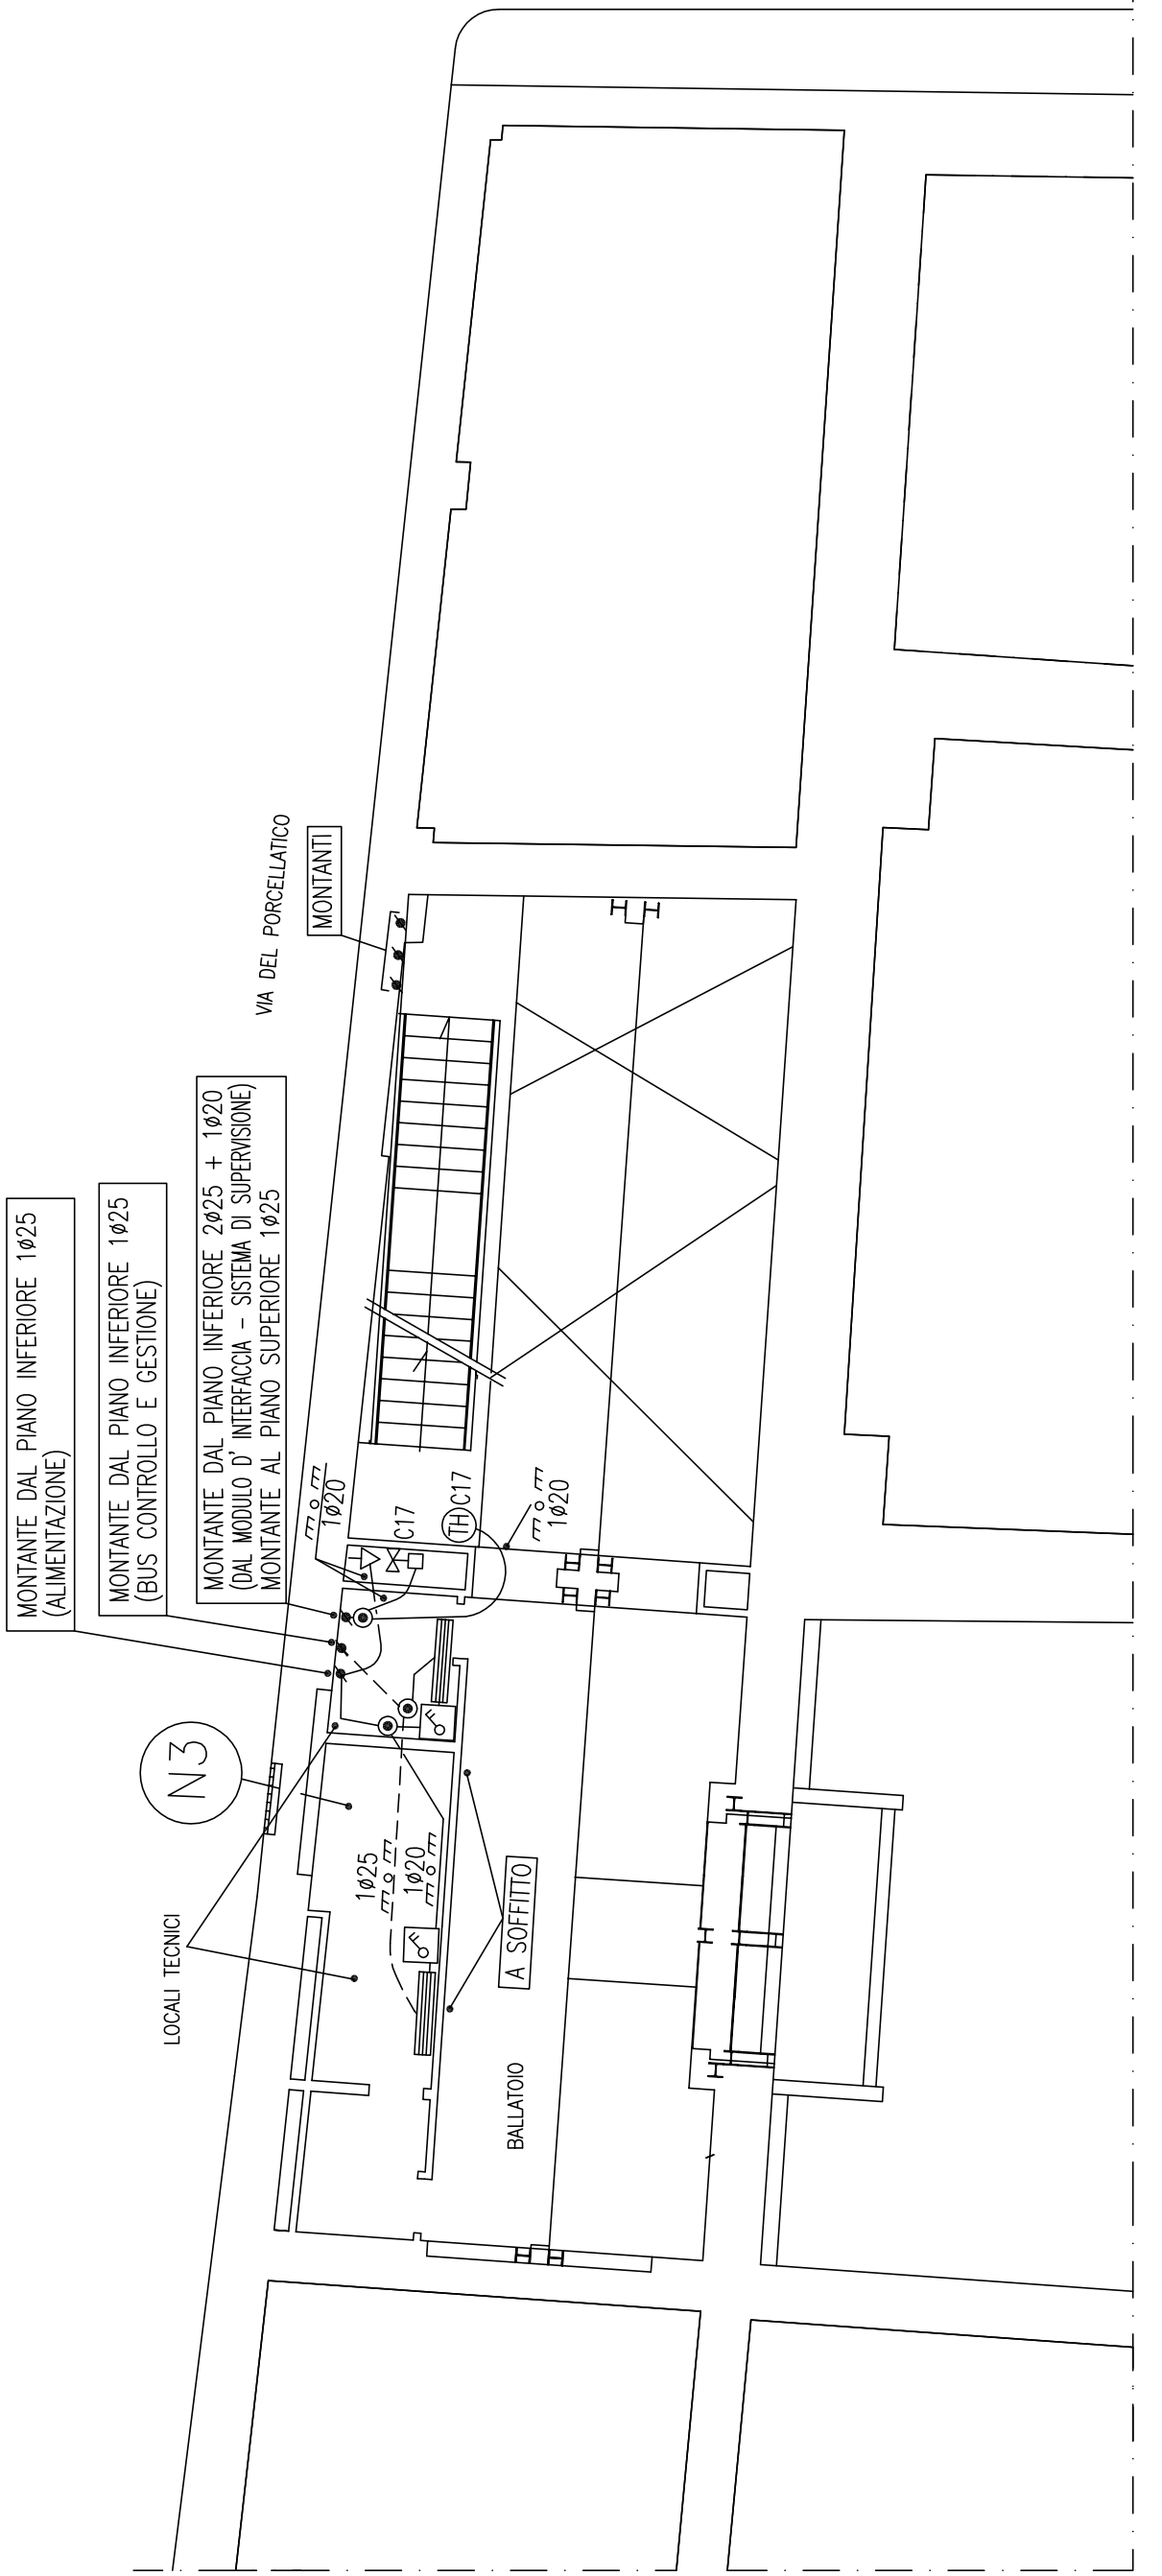 MONTANTE DAL PIANO INFERIORE 1ø25
(ALIMENTAZIONE)
MONTANTE DAL PIANO INFERIORE 1ø25
(BUS CONTROLLO E GESTIONE)
MONTANTE DAL PIANO INFERIORE 2ø25 + 1ø20
(DAL MODULO D' INTERFACCIA - SISTEMA DI SUPERVISIONE)
MONTANTE AL PIANO SUPERIORE 1ø25
VIA DEL PORCELLATICO
MONTANTI
1ø20
C17
TH
C17
1ø20
N3
LOCALI TECNICI
1ø25
1ø20
A SOFFITTO
BALLATOIO